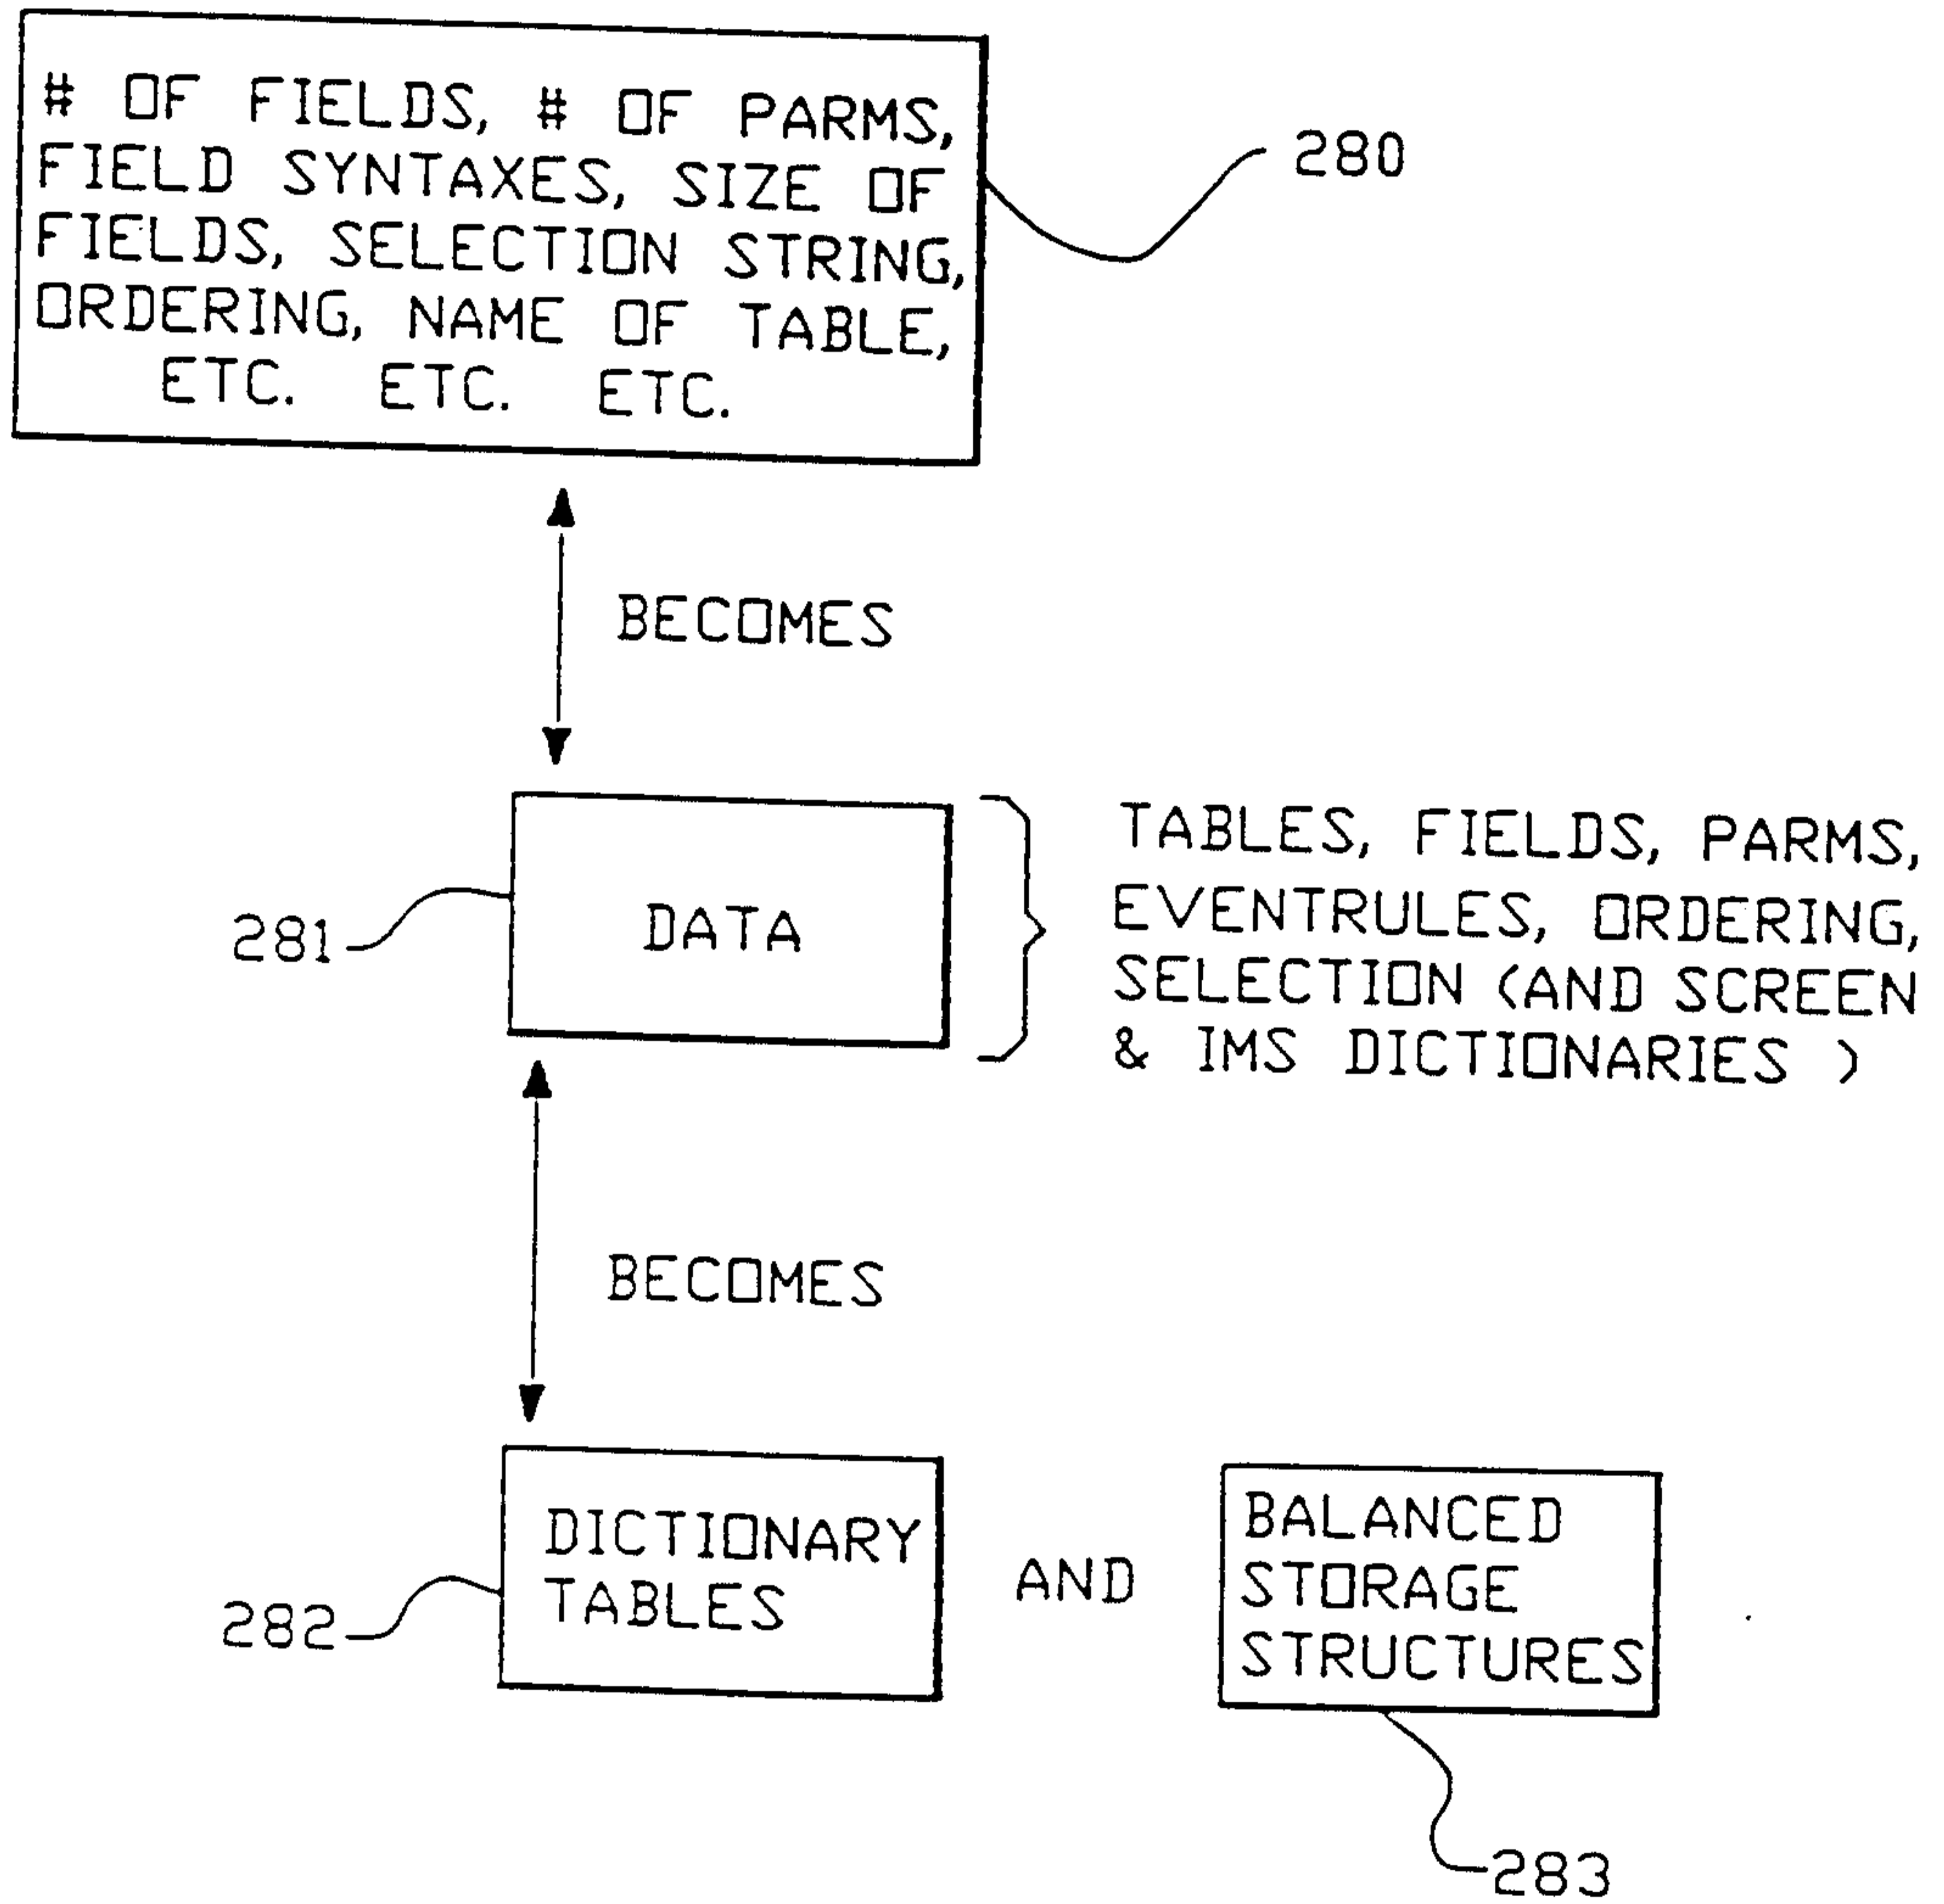 # OF FIELDS, # OF PARMS,
FIELD SYNTAXES, SIZE OF
FIELDS, SELECTION STRING,
ORDERING, NAME OF TABLE,
ETC. ETC. ETC.
280
BECOMES
281
DATA
TABLES, FIELDS, PARMS,
EVENTRULES, ORDERING,
SELECTION (AND SCREEN
& IMS DICTIONARIES )
BECOMES
282
DICTIONARY
TABLES
AND
BALANCED
STORAGE
STRUCTURES
283